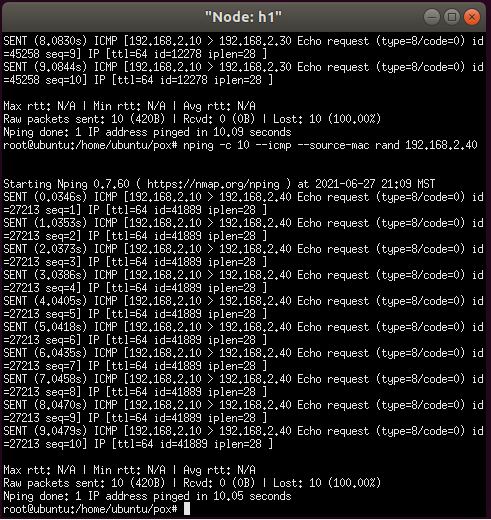 "Node: h1"
SENT (8.0830s) ICMP [192.168.2.10 > 192.168.2.30 Echo request (type=8/code=0) id
=45258 seq=9] IP [ttl=64 id=12278 iplen=28 ]
SENT (9.0844s) ICMP [192.168.2.10 > 192.168.2.30 Echo request (type=8/code=0) id
=45258 seq=10] IP [ttl=64 id=12278 iplen=28 ]
Max rtt: N/A | Min rtt: N/A | Avg rtt: N/A
Raw packets sent: 10 (420B) | Rcvd: 0 (0B) | Lost: 10 (100.00%)
Nping done: 1 IP address pinged in 10.09 seconds
root@ubuntu:/home/ubuntu/pox# nping -c 10 --icmp --source-mac rand 192.168.2.40
Starting Nping 0.7.60 ( https://nmap.org/nping ) at 2021-06-27 21:09 MST
SENT (0.0346s) ICMP [192.168.2.10 > 192.168.2.40 Echo request (type=8/code=0) id
=27213 seq=1] IP [ttl=64 id=41889 iplen=28 ]
SENT (1.0353s) ICMP [192.168.2.10 > 192.168.2.40 Echo request (type=8/code=0) id
=27213 seq=2] IP [ttl=64 id=41889 iplen=28 ]
SENT (2.0373s) ICMP [192.168.2.10 > 192.168.2.40 Echo request (type=8/code=0) id
=27213 seq=3] IP [ttl=64 id=41889 iplen=28 ]
SENT (3.0386s) ICMP [192.168.2.10 > 192.168.2.40 Echo request (type=8/code=0) id
=27213 seq=4] IP [ttl=64 id=41889 iplen=28 ]
SENT (4.0405s) ICMP [192.168.2.10 > 192.168.2.40 Echo request (type=8/code=0) id
=27213 seq=5] IP [ttl=64 id=41889 iplen=28 ]
SENT (5.0418s) ICMP [192.168.2.10 > 192.168.2.40 Echo request (type=8/code=0) id
=27213 seq=6] IP [ttl=64 id=41889 iplen=28 ]
SENT (6.0435s) ICMP [192.168.2.10 > 192.168.2.40 Echo request (type=8/code=0) id
=27213 seq=7] IP [ttl=64 id=41889 iplen=28 ]
SENT (7.0458s) ICMP [192.168.2.10 > 192.168.2.40 Echo request (type=8/code=0) id
=27213 seq=8] IP [ttl=64 id=41889 iplen=28 ]
SENT (8.0470s) ICMP [192.168.2.10 > 192.168.2.40 Echo request (type=8/code=0) id
=27213 seq=9] IP [ttl=64 id=41889 iplen=28 ]
SENT (9.0479s) ICMP [192.168.2.10 > 192.168.2.40 Echo request (type=8/code=0) id
=27213 seq=10] IP [ttl=64 id=41889 iplen=28 ]
Max rtt: N/A | Min rtt: N/A | Avg rtt: N/A
Raw packets sent: 10 (420B) | Rcvd: 0 (0B) | Lost: 10 (100.00%)
Nping done: 1 IP address pinged in 10.05 seconds
root@ubuntu:/home/ubuntu/pox#